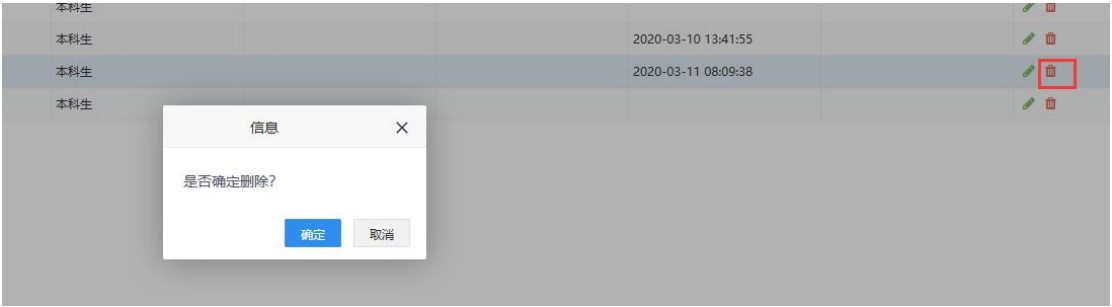 本科生
本科生 2020-03-10 13:41:55
本科生 2020-03-11 08:09:38
本科生
信息
是否确定删除?
确定 取消